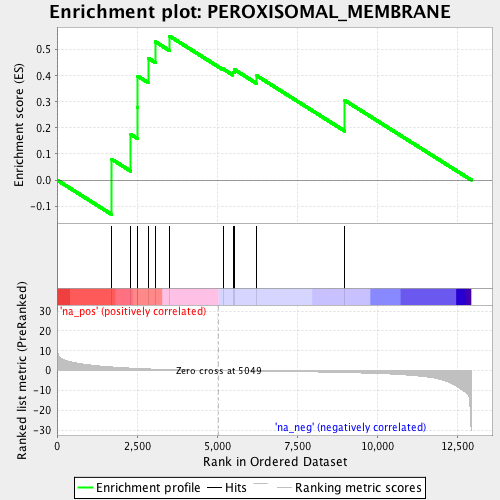 Enrichment plot: PEROXISOMAL_MEMBRANE
Enrichment score (ES)
0.5
0.4
0.3
0.2
0.1
0.0
-0.1
'na_pos' (positively correlated)
Ranked list metric (PreRanked)
30
20
10
0
-10
-20
-30
Zero cross at 5049
'na_neg' (negatively correlated)
0 2,500 5,000 7,500 10,000 12,500
Rank in Ordered Dataset
Enrichment profile Hits Ranking metric scores